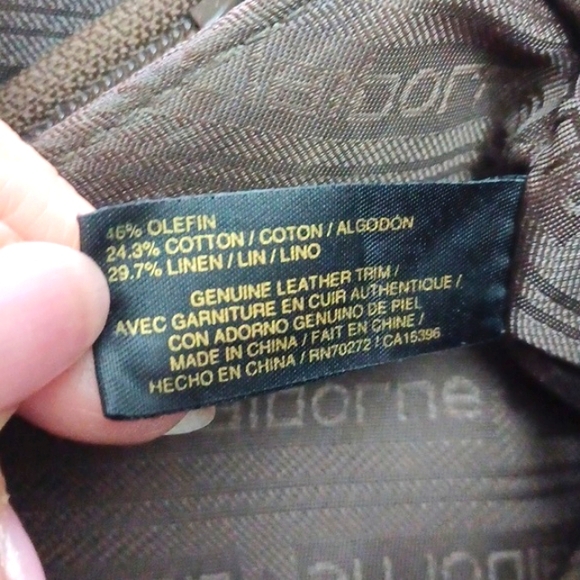 46% OLEFIN
24.3% COTTON / COTON / ALGODÓN
29.7% LINEN / LIN / LINO
GENUINE LEATHER TRIM /
AVEC GARNITURE EN CUIR AUTHENTIQUE /
CON ADORNO GENUINO DE PIEL
MADE IN CHINA / FAIT EN CHINE /
HECHO EN CHINA / RN70272 / CA15396